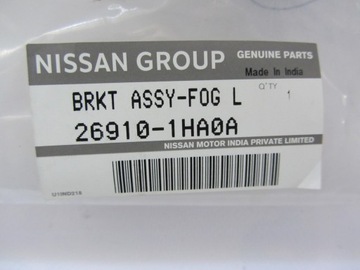 NISSAN GROUP
GENUINE PARTS
Made In India
BRKT ASSY-FOG L
Q'TY
1
26910-1HA0A
NISSAN MOTOR INDIA PRIVATE LIMITED